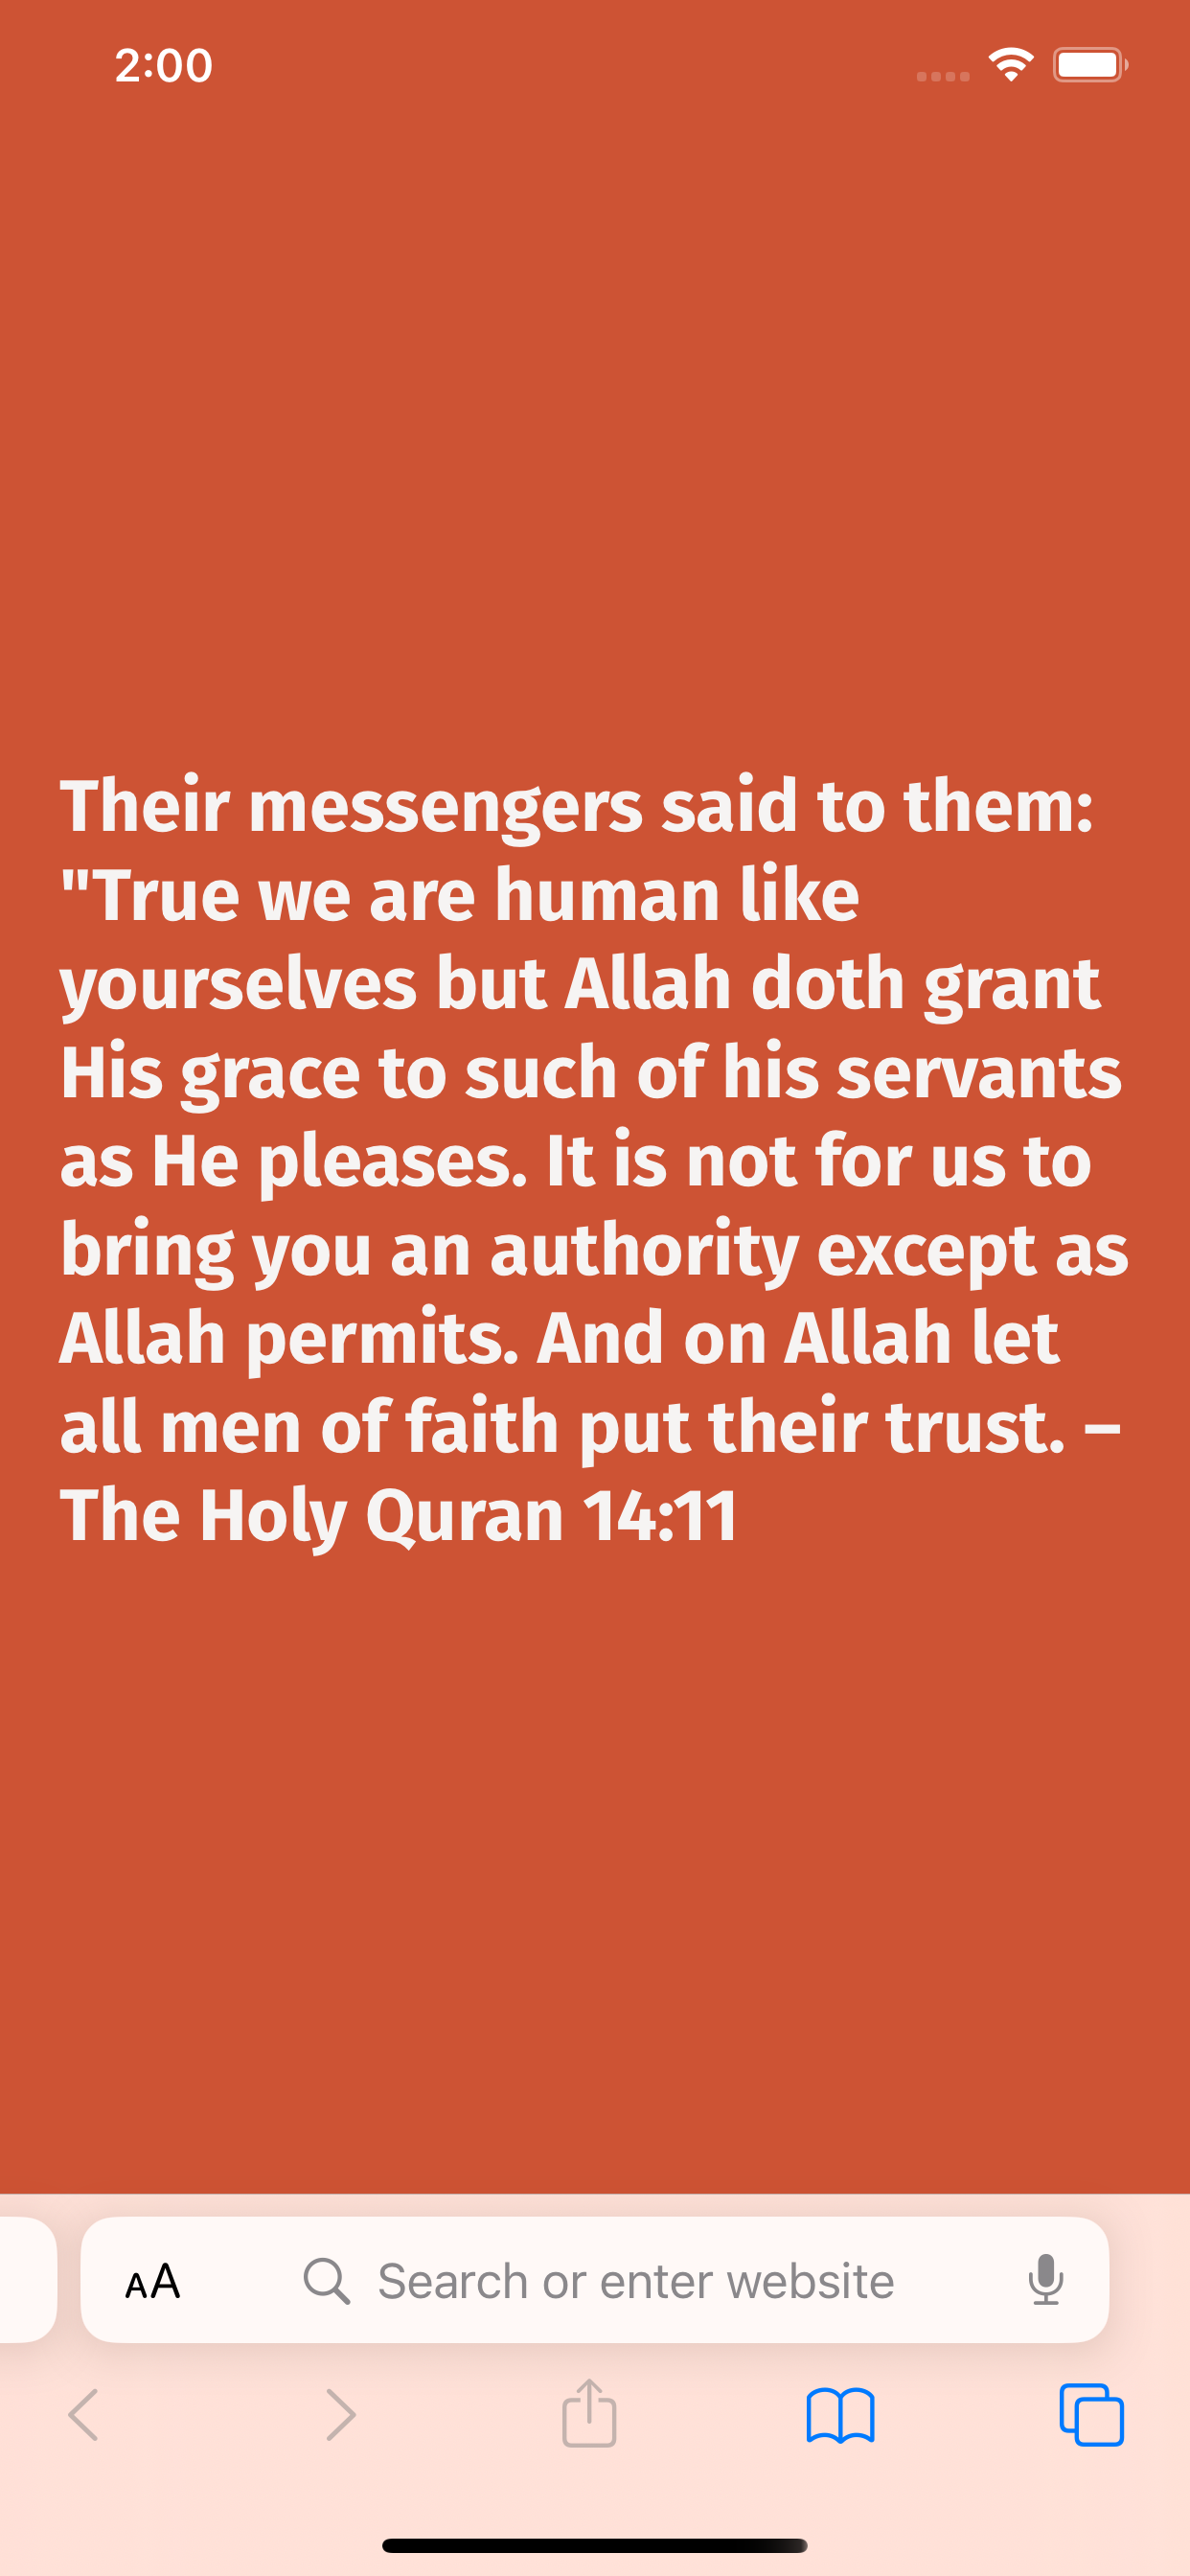 2:00
Their messengers said to them:
"True we are human like
yourselves but Allah doth grant
His grace to such of his servants
as He pleases. It is not for us to
bring you an authority except as
Allah permits. And on Allah let
all men of faith put their trust. –
The Holy Quran 14:11
AA Search or enter website